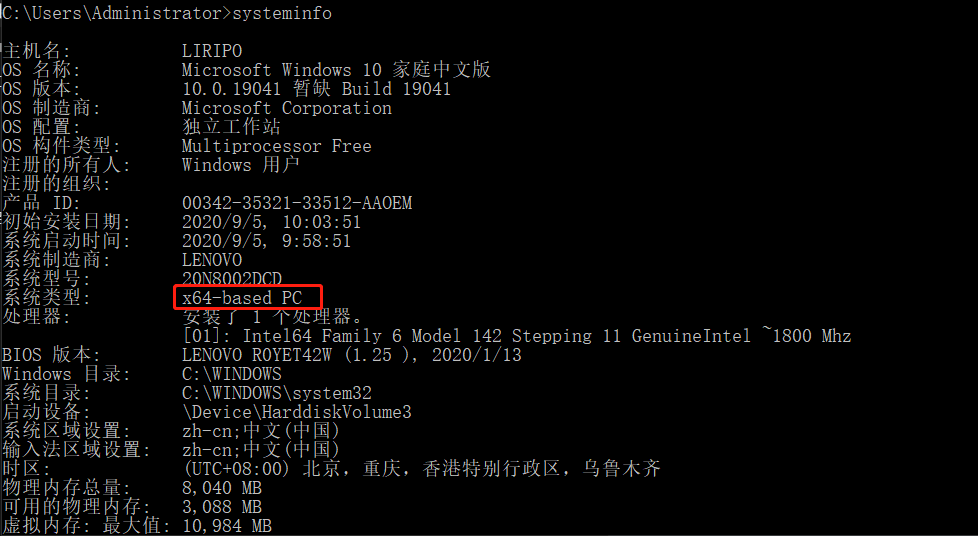 C:\Users\Administrator>systeminfo
主机名: LIRIPO
OS 名称: Microsoft Windows 10 家庭中文版
OS 版本: 10.0.19041 暂缺 Build 19041
OS 制造商: Microsoft Corporation
OS 配置: 独立工作站
OS 构件类型: Multiprocessor Free
注册的所有人: Windows 用户
注册的组织:
产品 ID: 00342-35321-33512-AAOEM
初始安装日期: 2020/9/5, 10:03:51
系统启动时间: 2020/9/5, 9:58:51
系统制造商: LENOVO
系统型号: 20N8002DCD
系统类型: x64-based PC
处理器: 安装了 1 个处理器。
[01]: Intel64 Family 6 Model 142 Stepping 11 GenuineIntel ~1800 Mhz
BIOS 版本: LENOVO R0YET42W (1.25 ), 2020/1/13
Windows 目录: C:\WINDOWS
系统目录: C:\WINDOWS\system32
启动设备: \Device\HarddiskVolume3
系统区域设置: zh-cn;中文(中国)
输入法区域设置: zh-cn;中文(中国)
时区: (UTC+08:00) 北京，重庆，香港特别行政区，乌鲁木齐
物理内存总量: 8,040 MB
可用的物理内存: 3,088 MB
虚拟内存: 最大值: 10,984 MB